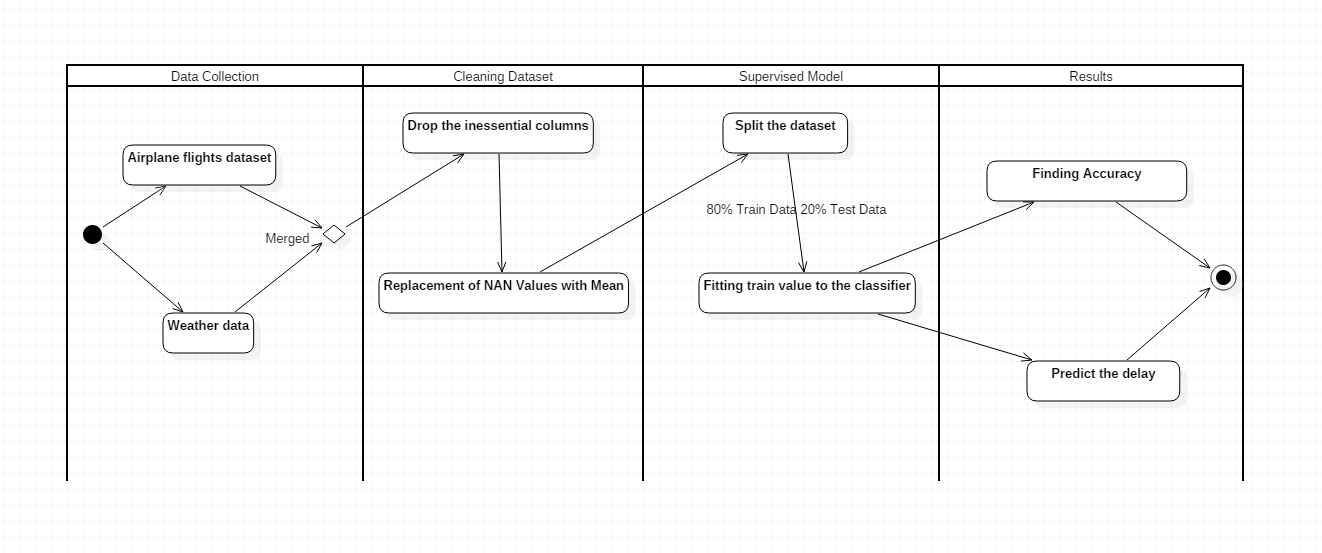 Data Collection
Cleaning Dataset
Supervised Model
Results
Airplane flights dataset
Merged
Weather data
Drop the inessential columns
Replacement of NAN Values with Mean
Split the dataset
80% Train Data 20% Test Data
Fitting train value to the classifier
Finding Accuracy
Predict the delay